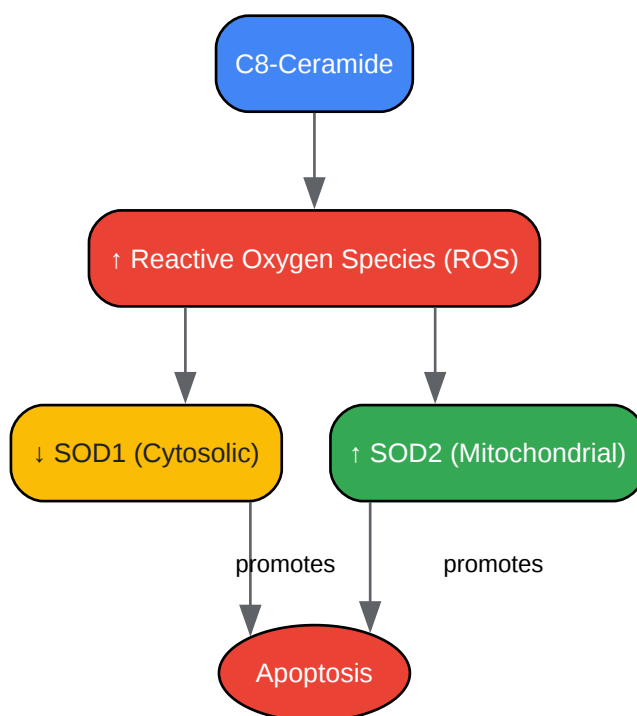 C8-Ceramide
↑ Reactive Oxygen Species (ROS)
↓ SOD1 (Cytosolic)
↑ SOD2 (Mitochondrial)
promotes
promotes
Apoptosis